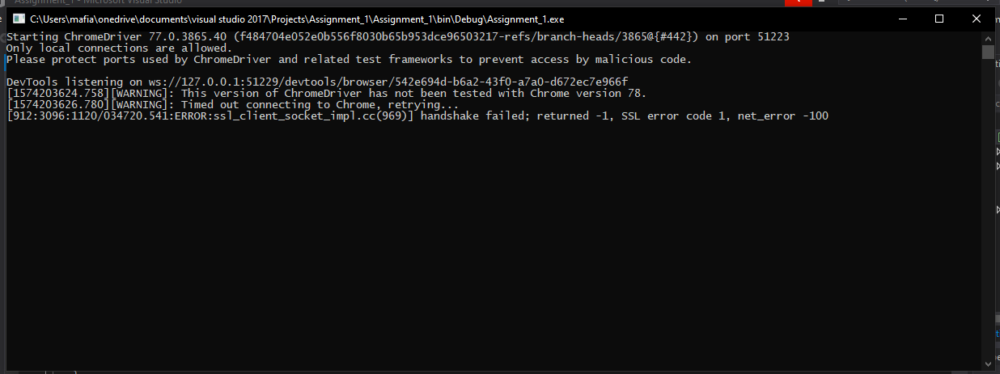 Assignment_1 - Microsoft Visual Studio
C:\Users\mafia\onedrive\documents\visual studio 2017\Projects\Assignment_1\Assignment_1\bin\Debug\Assignment_1.exe
Starting ChromeDriver 77.0.3865.40 (f484704e052e0b556f8030b65b953dce96503217-refs/branch-heads/3865@{#442}) on port 51223
Only local connections are allowed.
Please protect ports used by ChromeDriver and related test frameworks to prevent access by malicious code.
DevTools listening on ws://127.0.0.1:51229/devtools/browser/542e694d-b6a2-43f0-a7a0-d672ec7e966f
[1574203624.758][WARNING]: This version of ChromeDriver has not been tested with Chrome version 78.
[1574203626.780][WARNING]: Timed out connecting to Chrome, retrying...
[912:3096:1120/034720.541:ERROR:ssl_client_socket_impl.cc(969)] handshake failed; returned -1, SSL error code 1, net_error -100